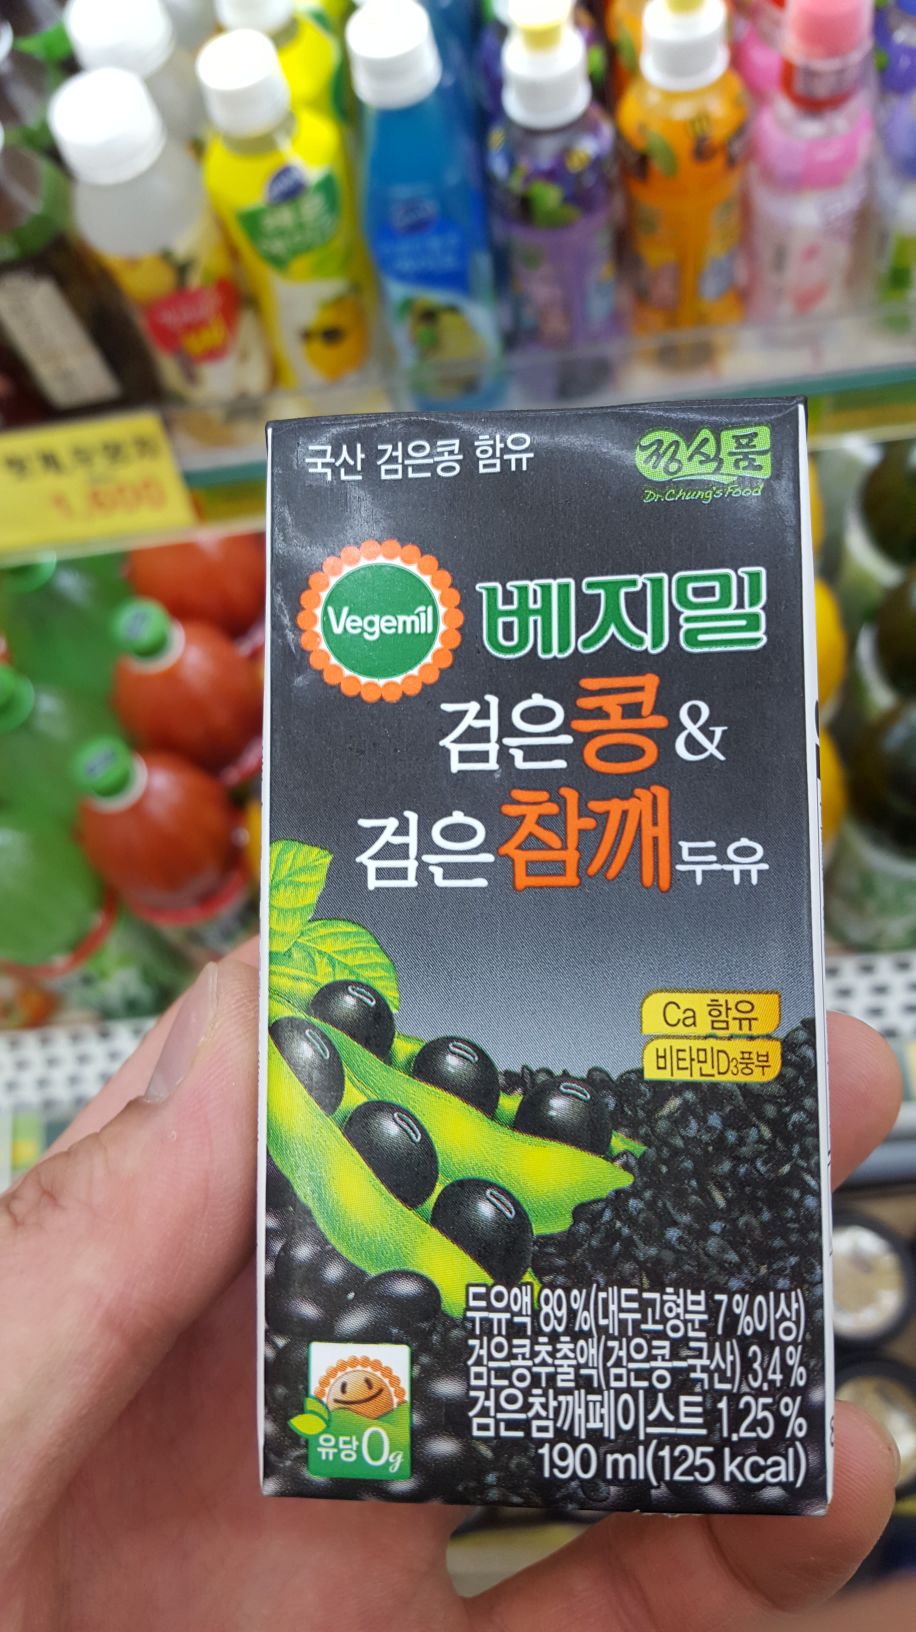 1,600
국산 검은콩 함유
정식품
Dr.Chung's Food
Vegemil
베지밀
검은콩&
검은참깨두유
Ca 함유
비타민D3풍부
두유액 89%(대두고형분 7%이상)
검은콩추출액(검은콩-국산) 3.4%
검은참깨페이스트 1.25%
190 ml(125 kcal)
유당0g